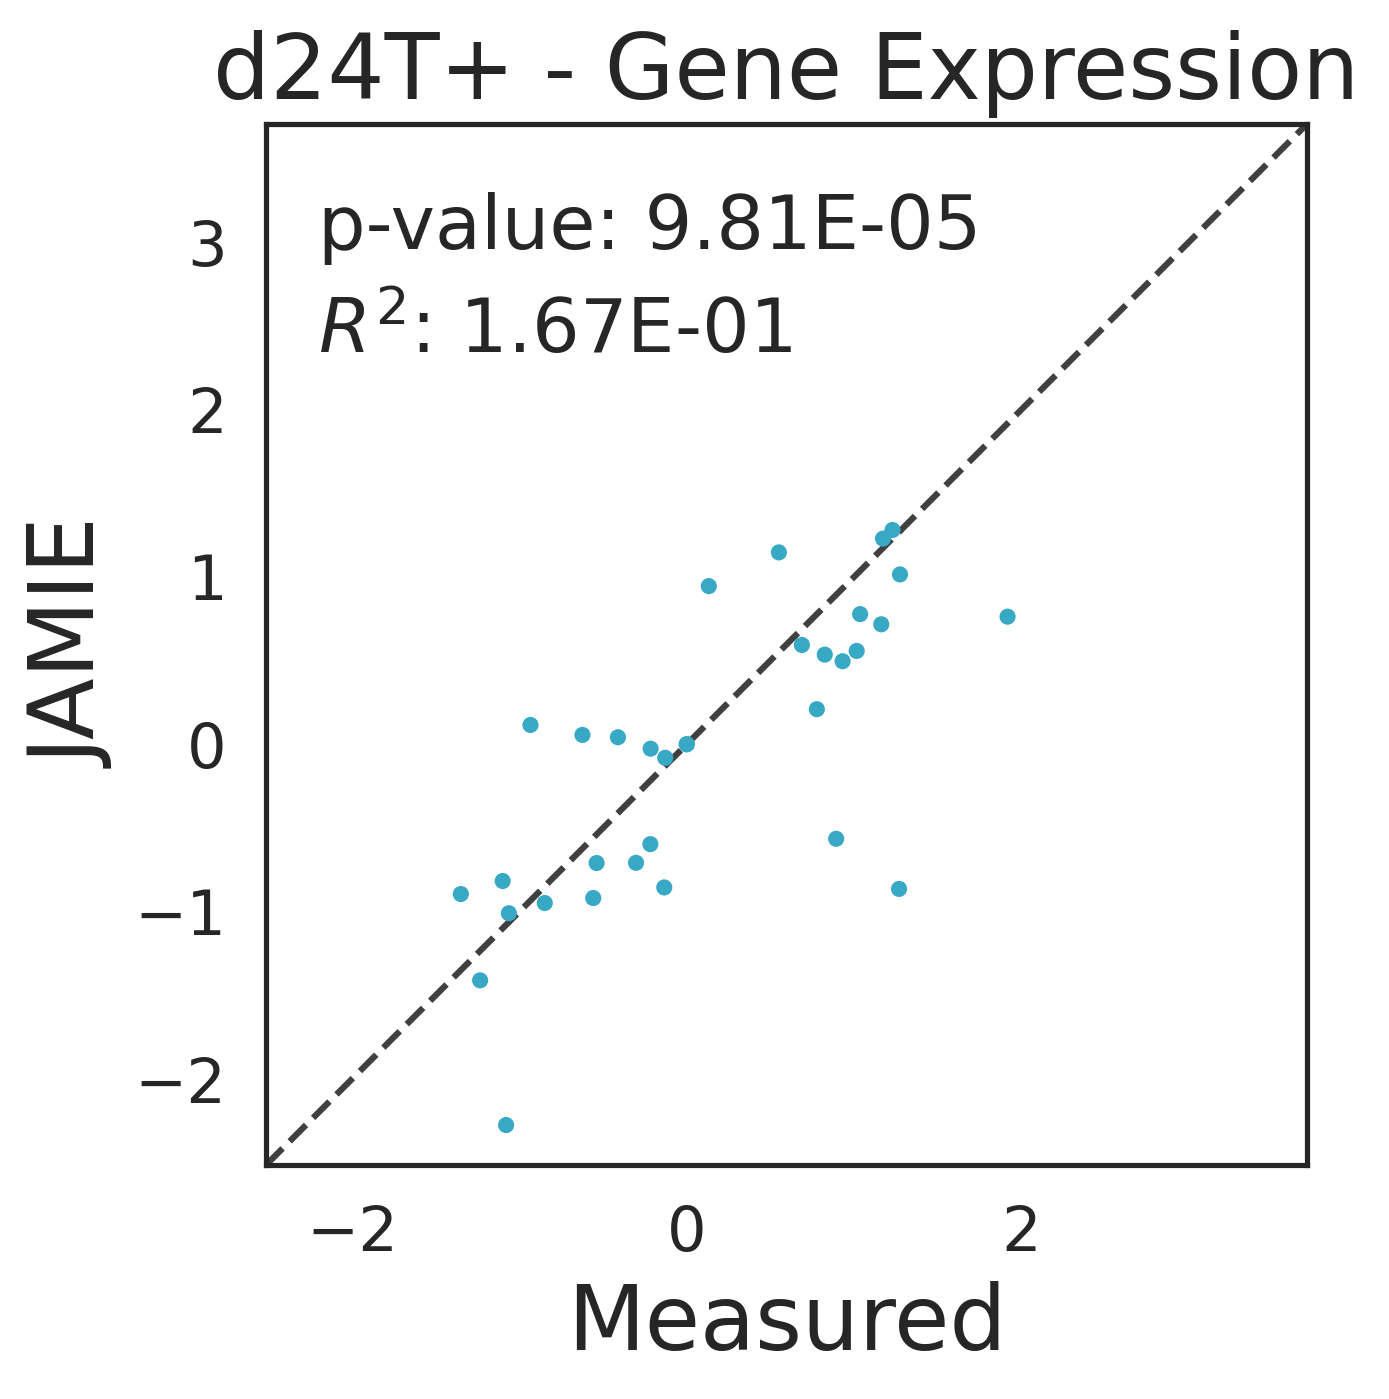 d24T+ - Gene Expression
p-value: 9.81E-05
R²: 1.67E-01
3
2
1
0
−1
−2
JAMIE
−2 0 2
Measured